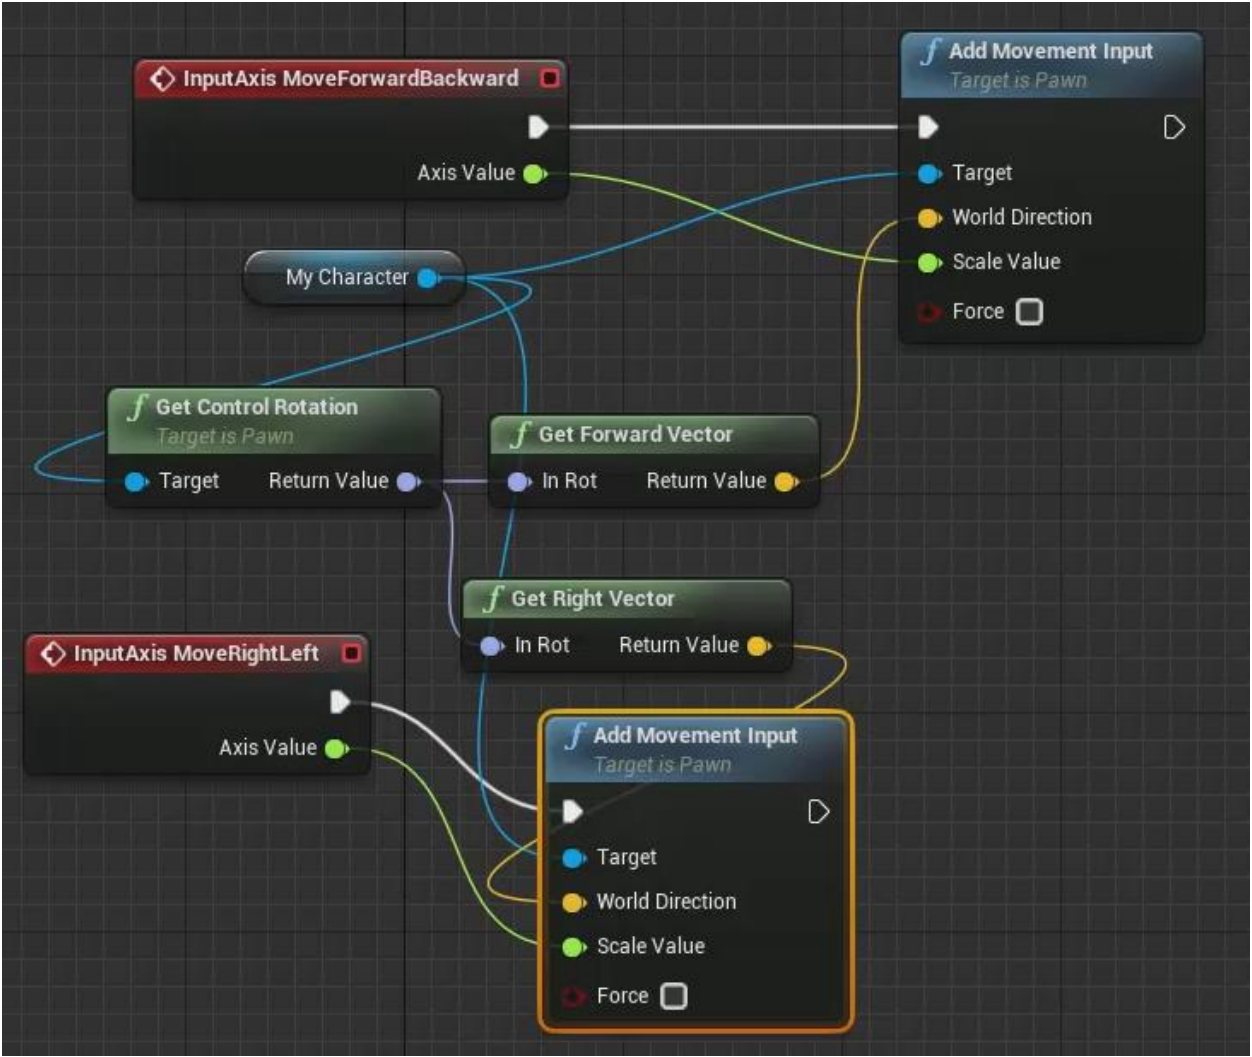 InputAxis MoveForwardBackward
Axis Value
f Add Movement Input
Target is Pawn
Target
World Direction
Scale Value
Force
My Character
f Get Control Rotation
Target is Pawn
Target Return Value
f Get Forward Vector
In Rot Return Value
f Get Right Vector
In Rot Return Value
InputAxis MoveRightLeft
Axis Value
f Add Movement Input
Target is Pawn
Target
World Direction
Scale Value
Force